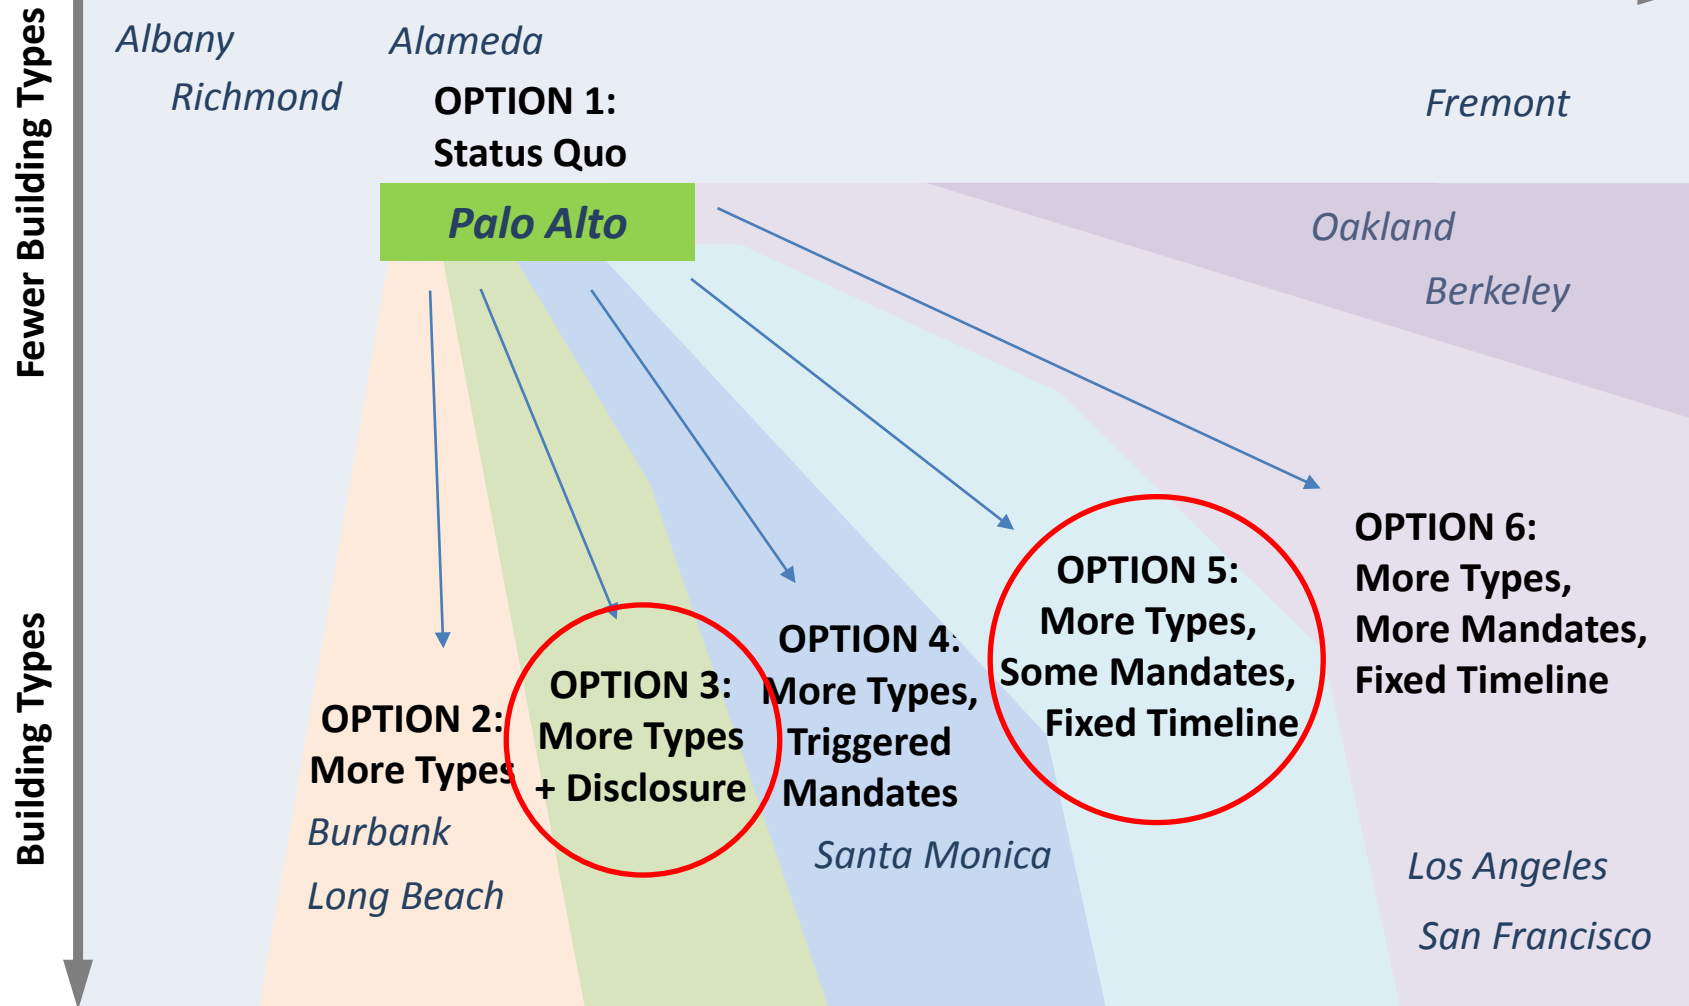 Fewer Building Types
Building Types
Albany
Alameda
Richmond
Fremont
OPTION 1:
Status Quo
Palo Alto
Oakland
Berkeley
OPTION 2:
More Types
Burbank
Long Beach
OPTION 3:
More Types
+ Disclosure
OPTION 4:
More Types,
Triggered
Mandates
Santa Monica
OPTION 5:
More Types,
Some Mandates,
Fixed Timeline
OPTION 6:
More Types,
More Mandates,
Fixed Timeline
Los Angeles
San Francisco